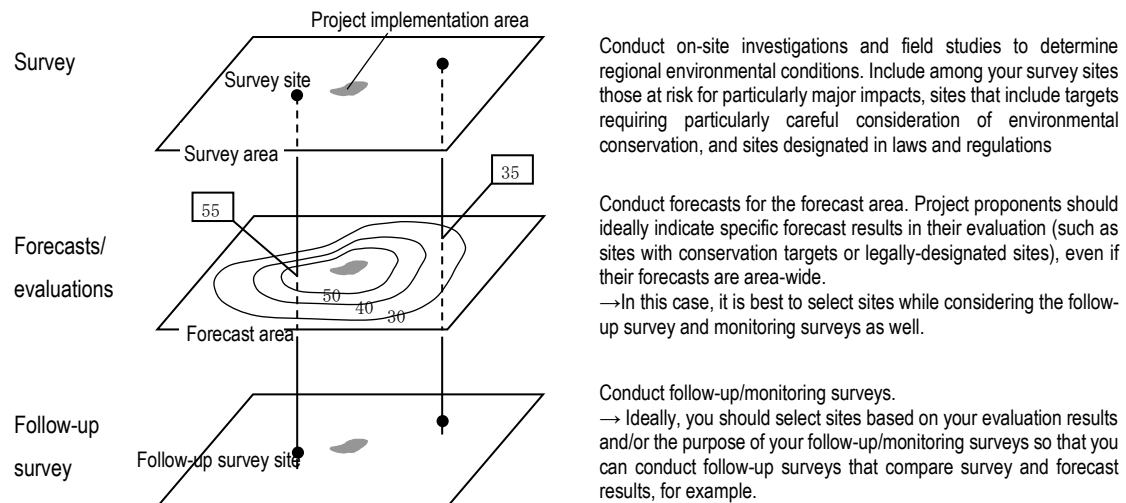 Project implementation area
Survey
Survey site
Survey area
Conduct on-site investigations and field studies to determine
regional environmental conditions. Include among your survey sites
those at risk for particularly major impacts, sites that include targets
requiring particularly careful consideration of environmental
conservation, and sites designated in laws and regulations
35
55
Forecasts/
evaluations
50
40
30
Forecast area
Conduct forecasts for the forecast area. Project proponents should
ideally indicate specific forecast results in their evaluation (such as
sites with conservation targets or legally-designated sites), even if
their forecasts are area-wide.
→In this case, it is best to select sites while considering the follow-
up survey and monitoring surveys as well.
Follow-up
survey
Follow-up survey site
Conduct follow-up/monitoring surveys.
→ Ideally, you should select sites based on your evaluation results
and/or the purpose of your follow-up/monitoring surveys so that you
can conduct follow-up surveys that compare survey and forecast
results, for example.